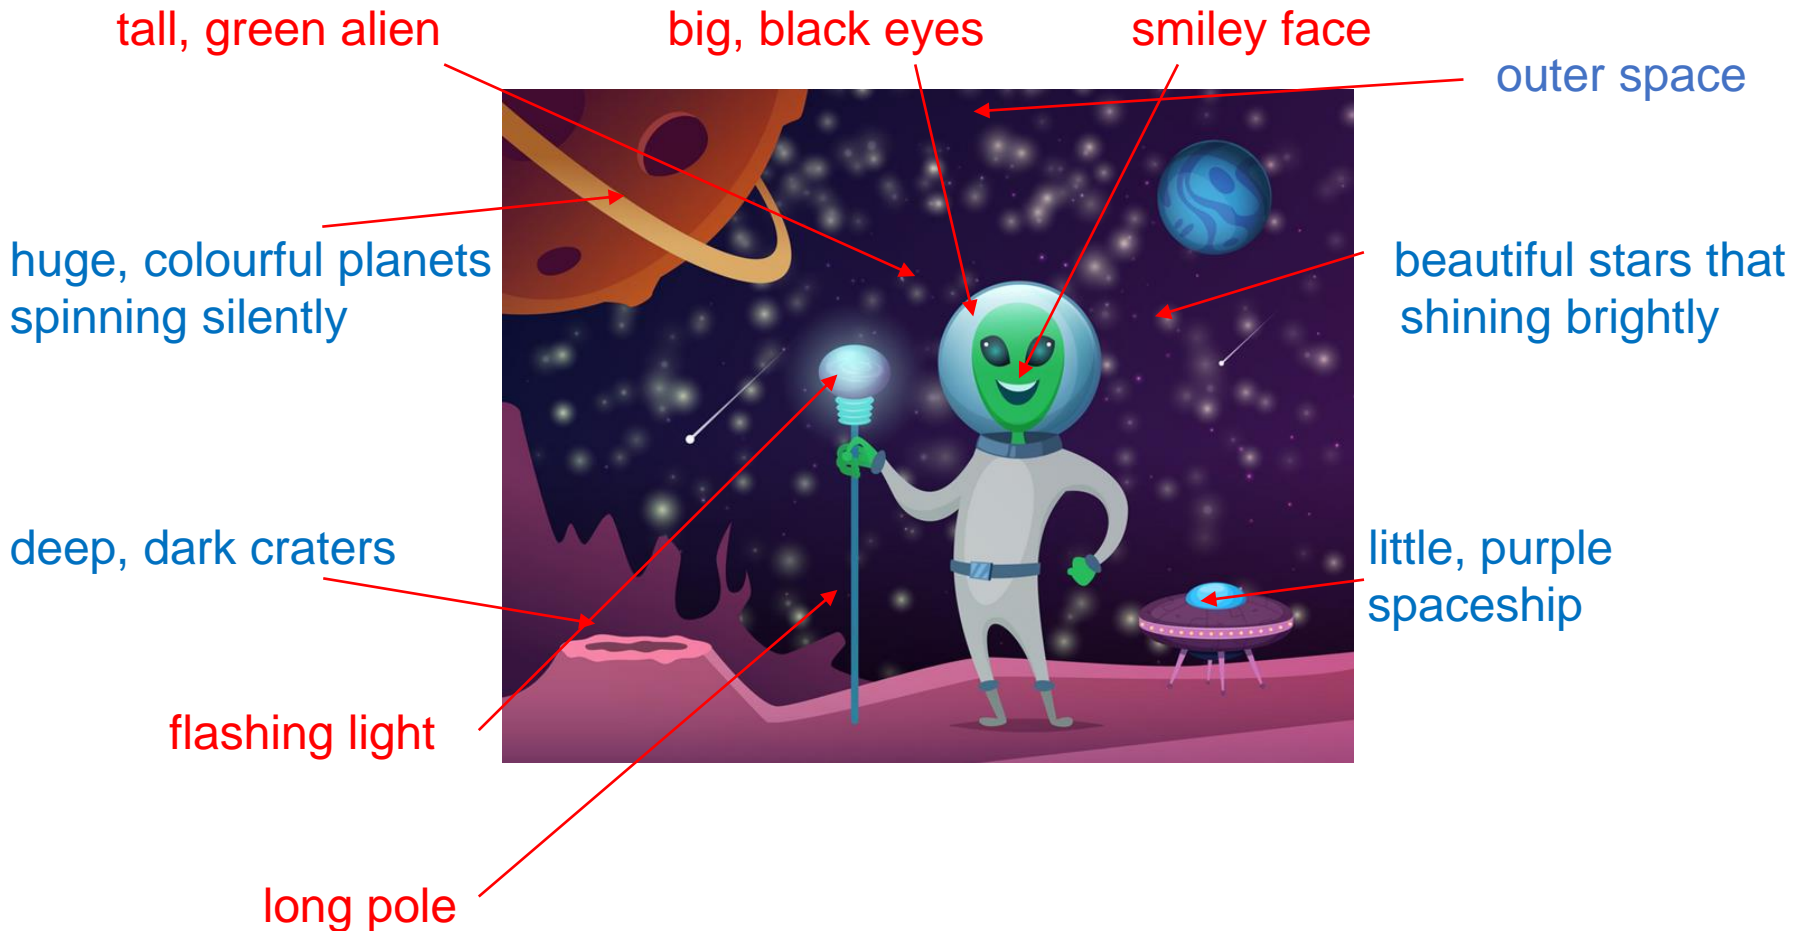 tall, green alien
big, black eyes
smiley face
outer space
huge, colourful planets
spinning silently
beautiful stars that
shining brightly
deep, dark craters
little, purple
spaceship
flashing light
long pole